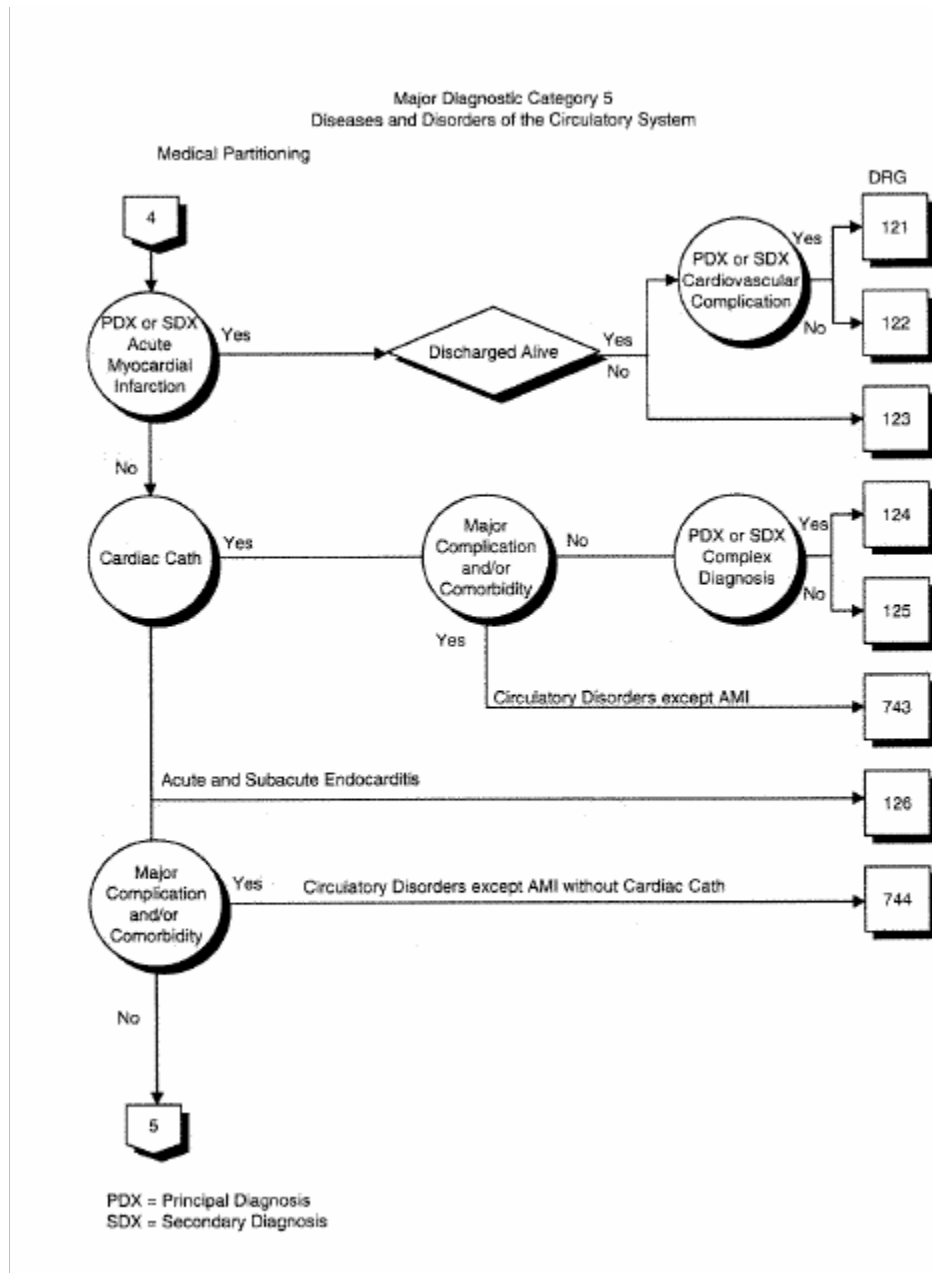 Major Diagnostic Category 5
Diseases and Disorders of the Circulatory System
Medical Partitioning
DRG
4
PDX or SDX
Acute
Myocardial
Infarction
Yes
Discharged Alive
Yes
No
PDX or SDX
Cardiovascular
Complication
Yes
No
121
122
123
No
Cardiac Cath
Yes
Major
Complication
and/or
Comorbidity
No
PDX or SDX
Complex
Diagnosis
Yes
No
124
125
Yes
Circulatory Disorders except AMI
743
Acute and Subacute Endocarditis
126
Major
Complication
and/or
Comorbidity
Yes
Circulatory Disorders except AMI without Cardiac Cath
744
No
5
PDX = Principal Diagnosis
SDX = Secondary Diagnosis